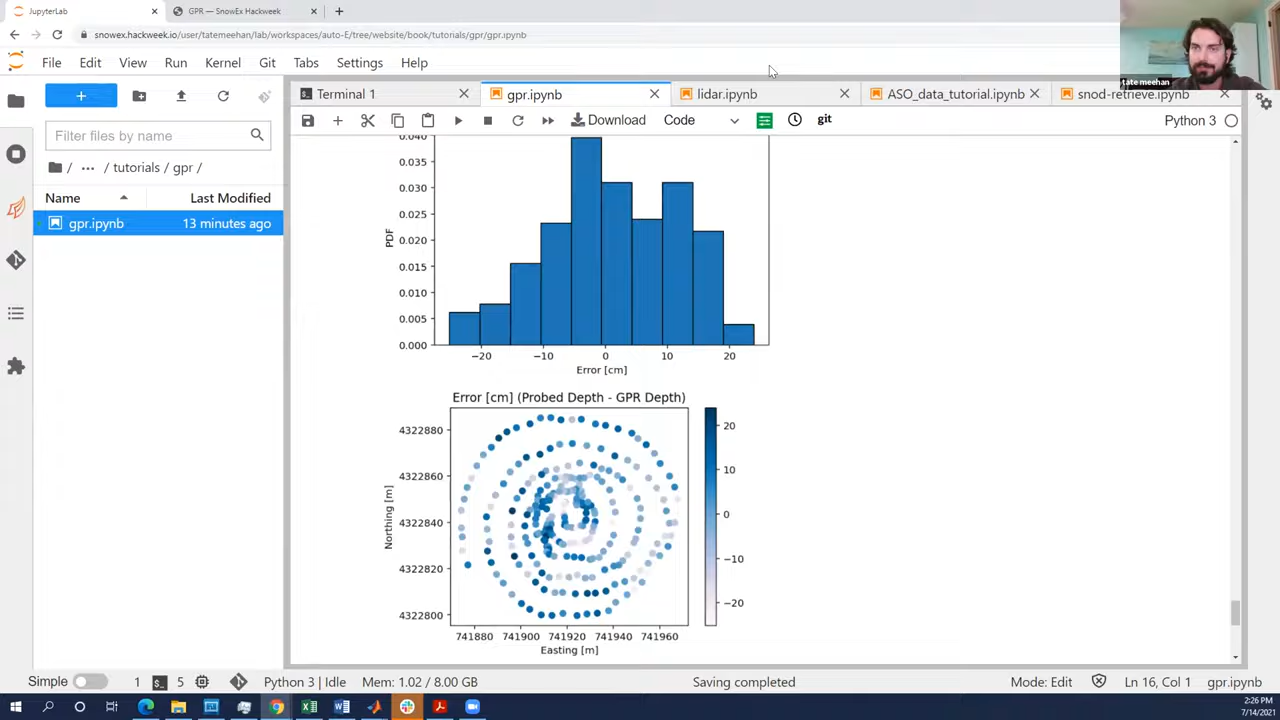 JupyterLab
GPR — SnowEx Hackweek
snowex.hackweek.io/user/tatemeehan/lab/workspaces/auto-E/tree/website/book/tutorials/gpr/gpr.ipynb
tate meehan
File Edit View Run Kernel Git Tabs Settings Help
Terminal 1
gpr.ipynb
lidar.ipynb
ASO_data_tutorial.ipynb
snod-retrieve.ipynb
Download
Code
git
Python 3
Filter files by name
/ ... / tutorials / gpr /
Name Last Modified
gpr.ipynb 13 minutes ago
0.040
0.035
0.030
0.025
0.020
0.015
0.010
0.005
0.000
PDF
−20 −10 0 10 20
Error [cm]
Error [cm] (Probed Depth - GPR Depth)
4322880
4322860
4322840
4322820
4322800
Northing [m]
741880 741900 741920 741940 741960
Easting [m]
20
10
0
−10
−20
Simple 1 5 Python 3 | Idle Mem: 1.02 / 8.00 GB Saving completed Mode: Edit Ln 16, Col 1 gpr.ipynb
2:26 PM
7/14/2021